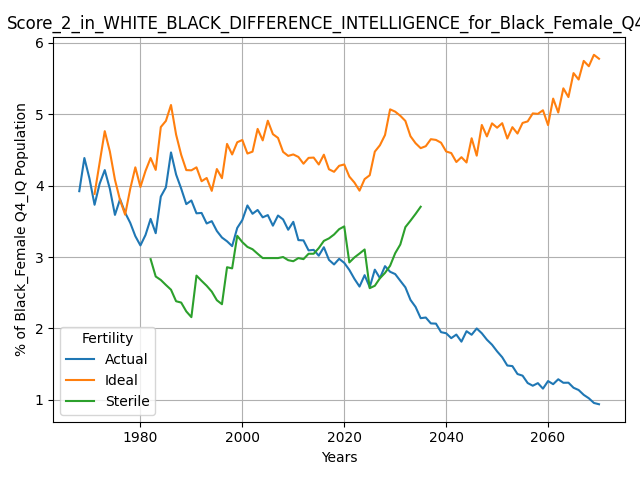 Score_2_in_WHITE_BLACK_DIFFERENCE_INTELLIGENCE_for_Black_Female_Q4
% of Black_Female Q4_IQ Population
6
5
4
3
2
1
Fertility
Actual
Ideal
Sterile
1980
2000
2020
2040
2060
Years